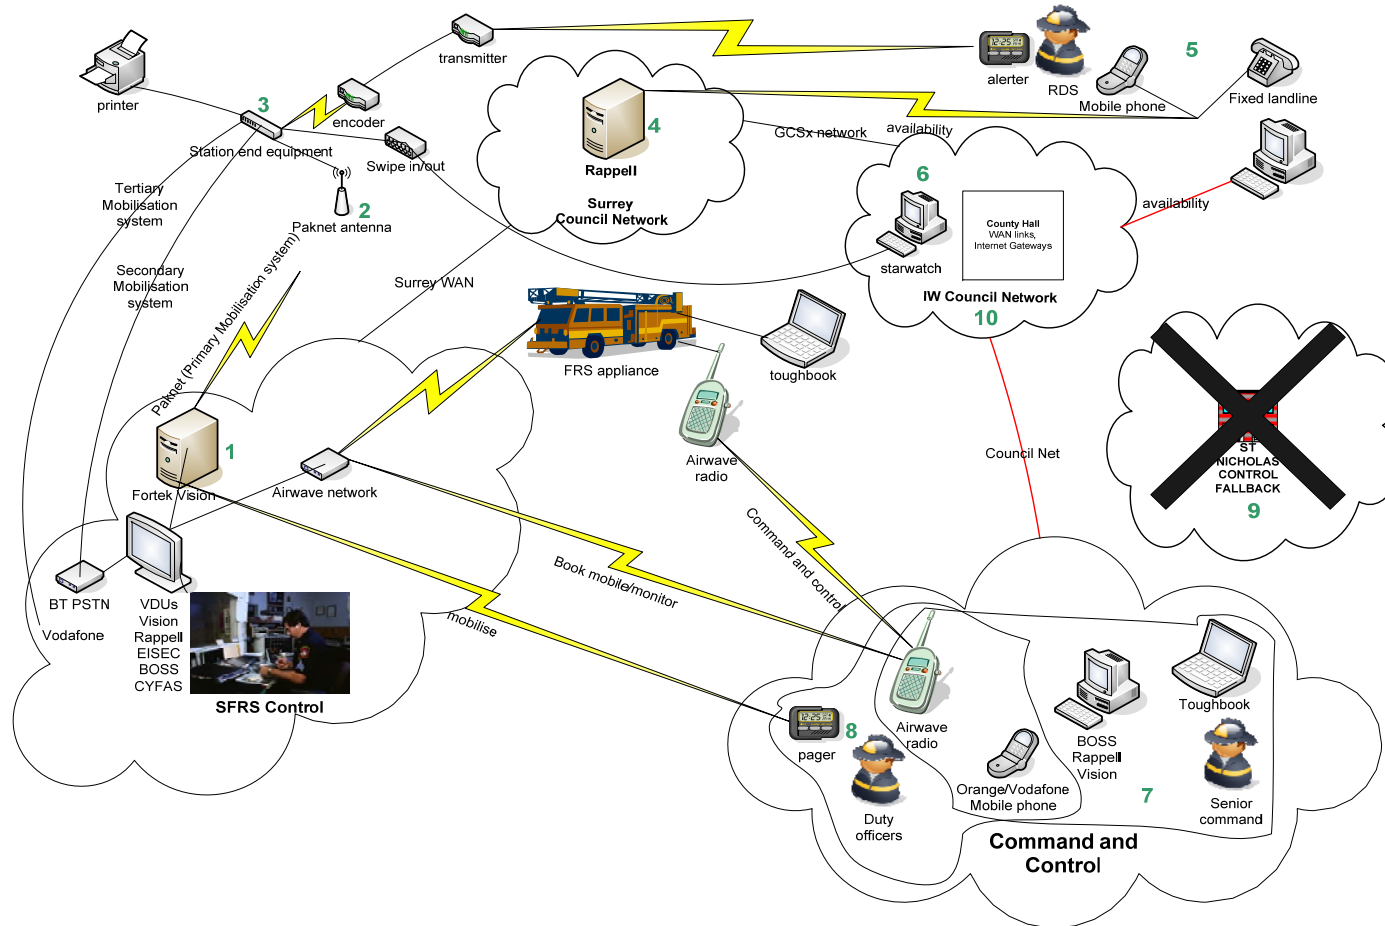 transmitter
alerter
RDS
5
Mobile phone
Fixed landline
printer
3
encoder
Station end equipment
Swipe in/out
4
Rappell
Surrey
Council Network
GCSx network
availability
6
starwatch
County Hall
WAN links,
Internet Gateways
IW Council Network
10
availability
Tertiary
Mobilisation
system
2
Paknet antenna
Secondary
Mobilisation
system
Paknet (Primary Mobilisation system)
Surrey WAN
FRS appliance
toughbook
Airwave
radio
Council Net
ST
NICHOLAS
CONTROL
FALLBACK
9
1
Fortek Vision
Airwave network
Command and control
Book mobile/monitor
mobilise
BT PSTN
Vodafone
VDUs
Vision
Rappell
EISEC
BOSS
CYFAS
SFRS Control
8
pager
Duty
officers
Airwave
radio
Orange/Vodafone
Mobile phone
BOSS
Rappell
Vision
7
Toughbook
Senior
command
Command and
Control